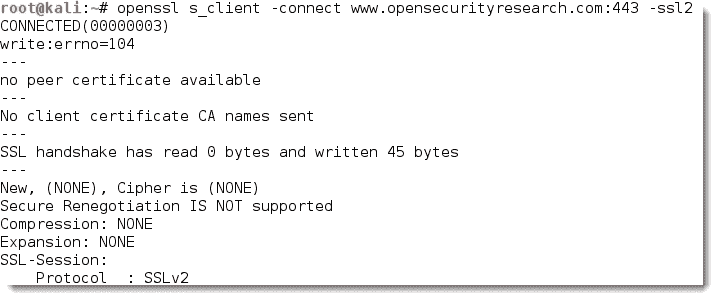 root@kali:~# openssl s_client -connect www.opensecurityresearch.com:443 -ssl2
CONNECTED(00000003)
write:errno=104
---
no peer certificate available
---
No client certificate CA names sent
---
SSL handshake has read 0 bytes and written 45 bytes
---
New, (NONE), Cipher is (NONE)
Secure Renegotiation IS NOT supported
Compression: NONE
Expansion: NONE
SSL-Session:
    Protocol  : SSLv2